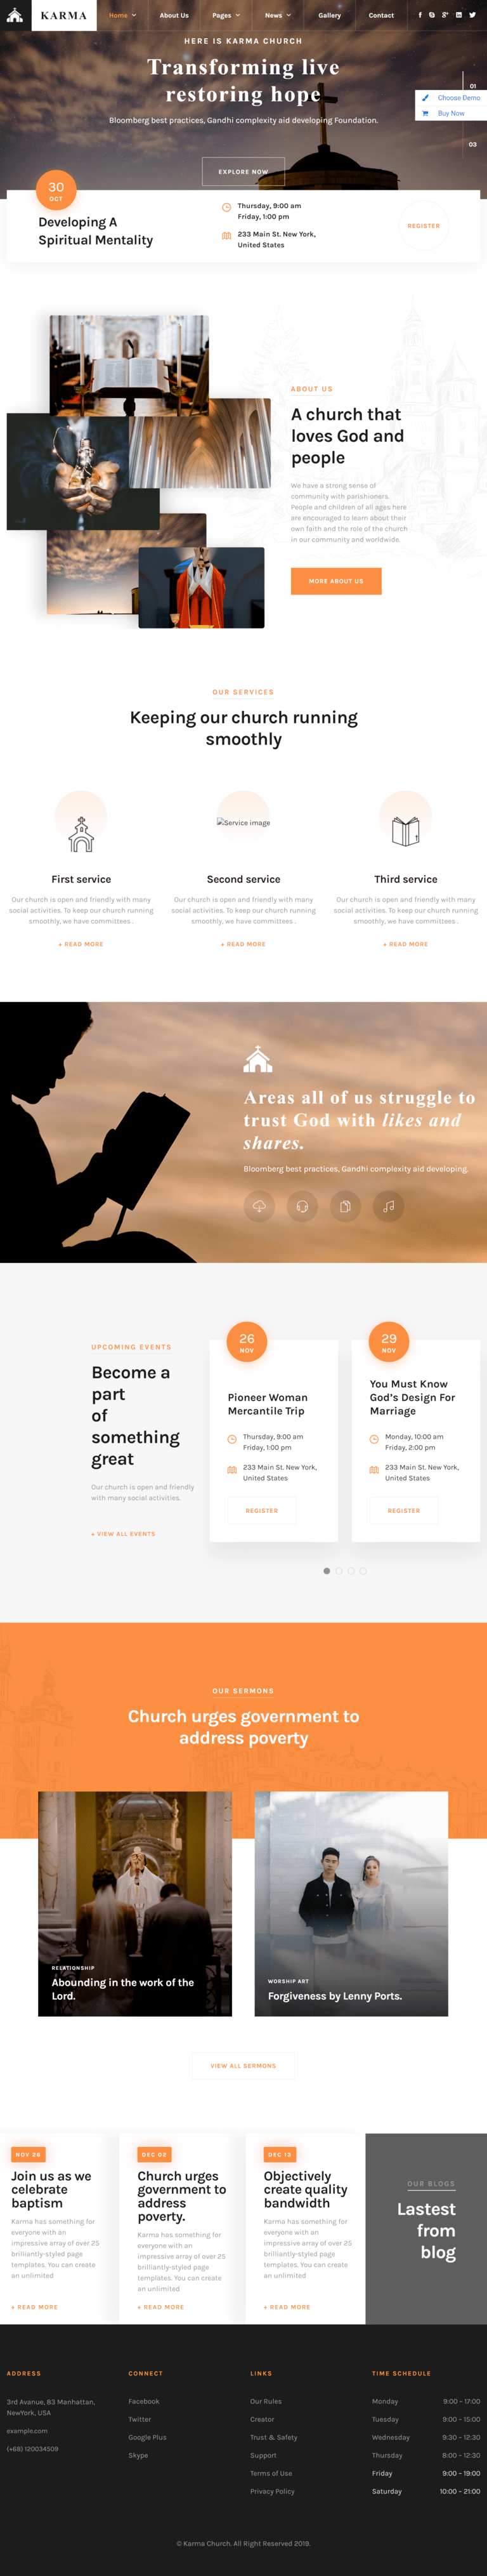 KARMA
Home
About Us
Pages
News
Gallery
Contact
HERE IS KARMA CHURCH
Transforming live
restoring hope
Bloomberg best practices, Gandhi complexity aid developing Foundation.
EXPLORE NOW
01
Choose Demo
Buy Now
03
30
OCT
Developing A
Spiritual Mentality
Thursday, 9:00 am
Friday, 1:00 pm
233 Main St. New York,
United States
REGISTER
ABOUT US
A church that
loves God and
people
We have a strong sense of
community with parishioners.
People and children of all ages here
are encouraged to learn about their
own faith and the role of the church
in our community and worldwide.
MORE ABOUT US
OUR SERVICES
Keeping our church running
smoothly
Service image
First service
Our church is open and friendly with many
social activities. To keep our church running
smoothly, we have committees .
+ READ MORE
Second service
Our church is open and friendly with many
social activities. To keep our church running
smoothly, we have committees .
+ READ MORE
Third service
Our church is open and friendly with many
social activities. To keep our church running
smoothly, we have committees .
+ READ MORE
Areas all of us struggle to
trust God with likes and
shares.
Bloomberg best practices, Gandhi complexity aid developing.
UPCOMING EVENTS
Become a
part
of
something
great
Our church is open and friendly
with many social activities.
+ VIEW ALL EVENTS
26
NOV
Pioneer Woman
Mercantile Trip
Thursday, 9:00 am
Friday, 1:00 pm
233 Main St. New York,
United States
REGISTER
29
NOV
You Must Know
God's Design For
Marriage
Monday, 10:00 am
Friday, 2:00 pm
233 Main St. New York,
United States
REGISTER
OUR SERMONS
Church urges government to
address poverty
RELATIONSHIP
Abounding in the work of the
Lord.
WORSHIP ART
Forgiveness by Lenny Ports.
VIEW ALL SERMONS
NOV 26
Join us as we
celebrate
baptism
Karma has something for
everyone with an
impressive array of over 25
brilliantly-styled page
templates. You can create
an unlimited
+ READ MORE
DEC 02
Church urges
government to
address
poverty.
Karma has something for
everyone with an
impressive array of over 25
brilliantly-styled page
templates. You can create
an unlimited
+ READ MORE
DEC 13
Objectively
create quality
bandwidth
Karma has something for
everyone with an
impressive array of over 25
brilliantly-styled page
templates. You can create
an unlimited
+ READ MORE
OUR BLOGS
Lastest
from
blog
ADDRESS
3rd Avanue, 83 Manhattan,
NewYork, USA
example.com
(+68) 120034509
CONNECT
Facebook
Twitter
Google Plus
Skype
LINKS
Our Rules
Creator
Trust & Safety
Support
Terms of Use
Privacy Policy
TIME SCHEDULE
Monday 9:00 – 17:00
Tuesday 9:00 – 15:00
Wednesday 9:30 – 12:30
Thursday 8:00 – 12:30
Friday 9:00 – 19:00
Saturday 10:00 – 21:00
© Karma Church. All Right Reserved 2019.